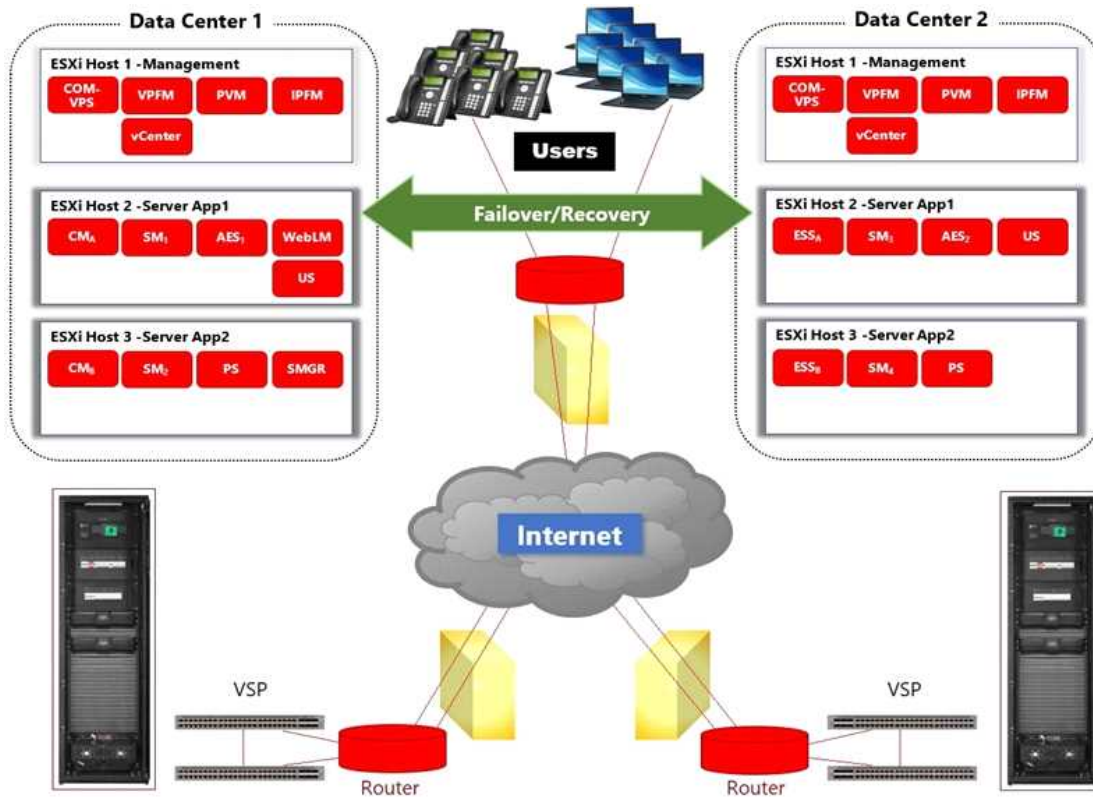 Data Center 1
ESXi Host 1 -Management
COM-
VPS
VPFM
PVM
IPFM
vCenter
ESXi Host 2 -Server App1
CMA
SM1
AES1
WebLM
US
ESXi Host 3 -Server App2
CMB
SM2
PS
SMGR
Users
Failover/Recovery
Data Center 2
ESXi Host 1 -Management
COM-
VPS
VPFM
PVM
IPFM
vCenter
ESXi Host 2 -Server App1
ESSA
SM3
AES2
US
ESXi Host 3 -Server App2
ESSB
SM4
PS
Internet
VSP
Router
VSP
Router